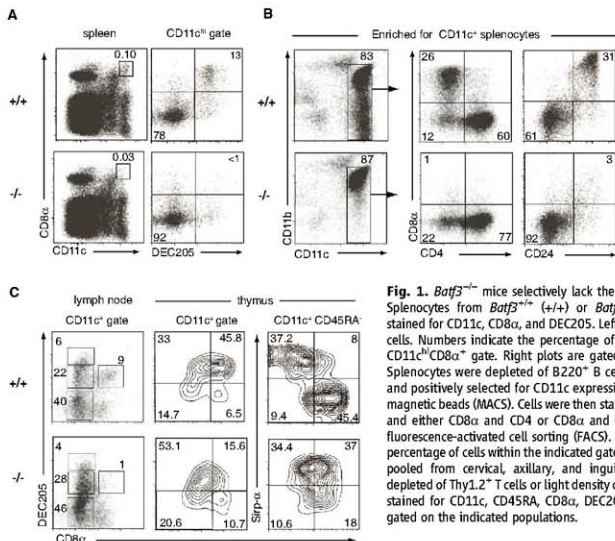 A
spleen
CD11c^hi gate
+/+
0.10
13
78
-/-
0.03
<1
92
CD8α
CD11c
DEC205
B
Enriched for CD11c+ splenocytes
+/+
83
26
12
60
31
61
-/-
87
1
22
77
3
92
CD11b
CD11c
CD4
CD24
CD8α
C
lymph node
thymus
CD11c+ gate
CD11c+ gate
CD11c+ CD45RA-
+/+
6
22
9
40
33
45.8
14.7
6.5
37.2
8
9.4
45.4
-/-
4
28
1
46
53.1
15.6
20.6
10.7
34.4
37
10.6
18
DEC205
Sirp-α
CD8α
Fig. 1. Batf3−/− mice selectively lack the
Splenocytes from Batf3+/+ (+/+) or Batf
stained for CD11c, CD8α, and DEC205. Left
cells. Numbers indicate the percentage of
CD11c^hiCD8α+ gate. Right plots are gated
Splenocytes were depleted of B220+ B ce
and positively selected for CD11c expressi
magnetic beads (MACS). Cells were then sta
and either CD8α and CD4 or CD8α and
fluorescence-activated cell sorting (FACS).
percentage of cells within the indicated gate
pooled from cervical, axillary, and ingui
depleted of Thy1.2+ T cells or light density c
stained for CD11c, CD45RA, CD8α, DEC20
gated on the indicated populations.